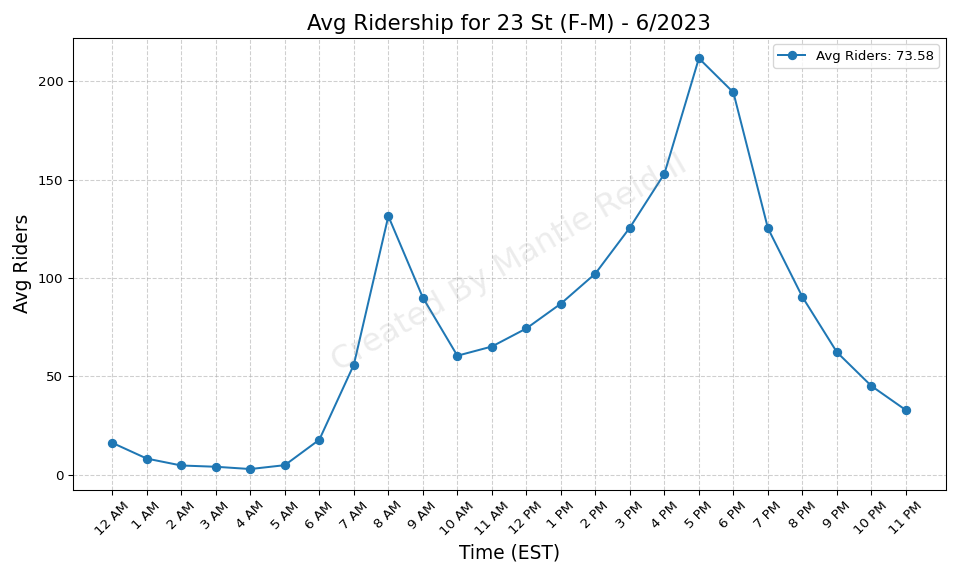 Avg Ridership for 23 St (F-M) - 6/2023
Avg Riders: 73.58
200
150
100
50
0
Avg Riders
Created By Mantie Reid II
12 AM
1 AM
2 AM
3 AM
4 AM
5 AM
6 AM
7 AM
8 AM
9 AM
10 AM
11 AM
12 PM
1 PM
2 PM
3 PM
4 PM
5 PM
6 PM
7 PM
8 PM
9 PM
10 PM
11 PM
Time (EST)